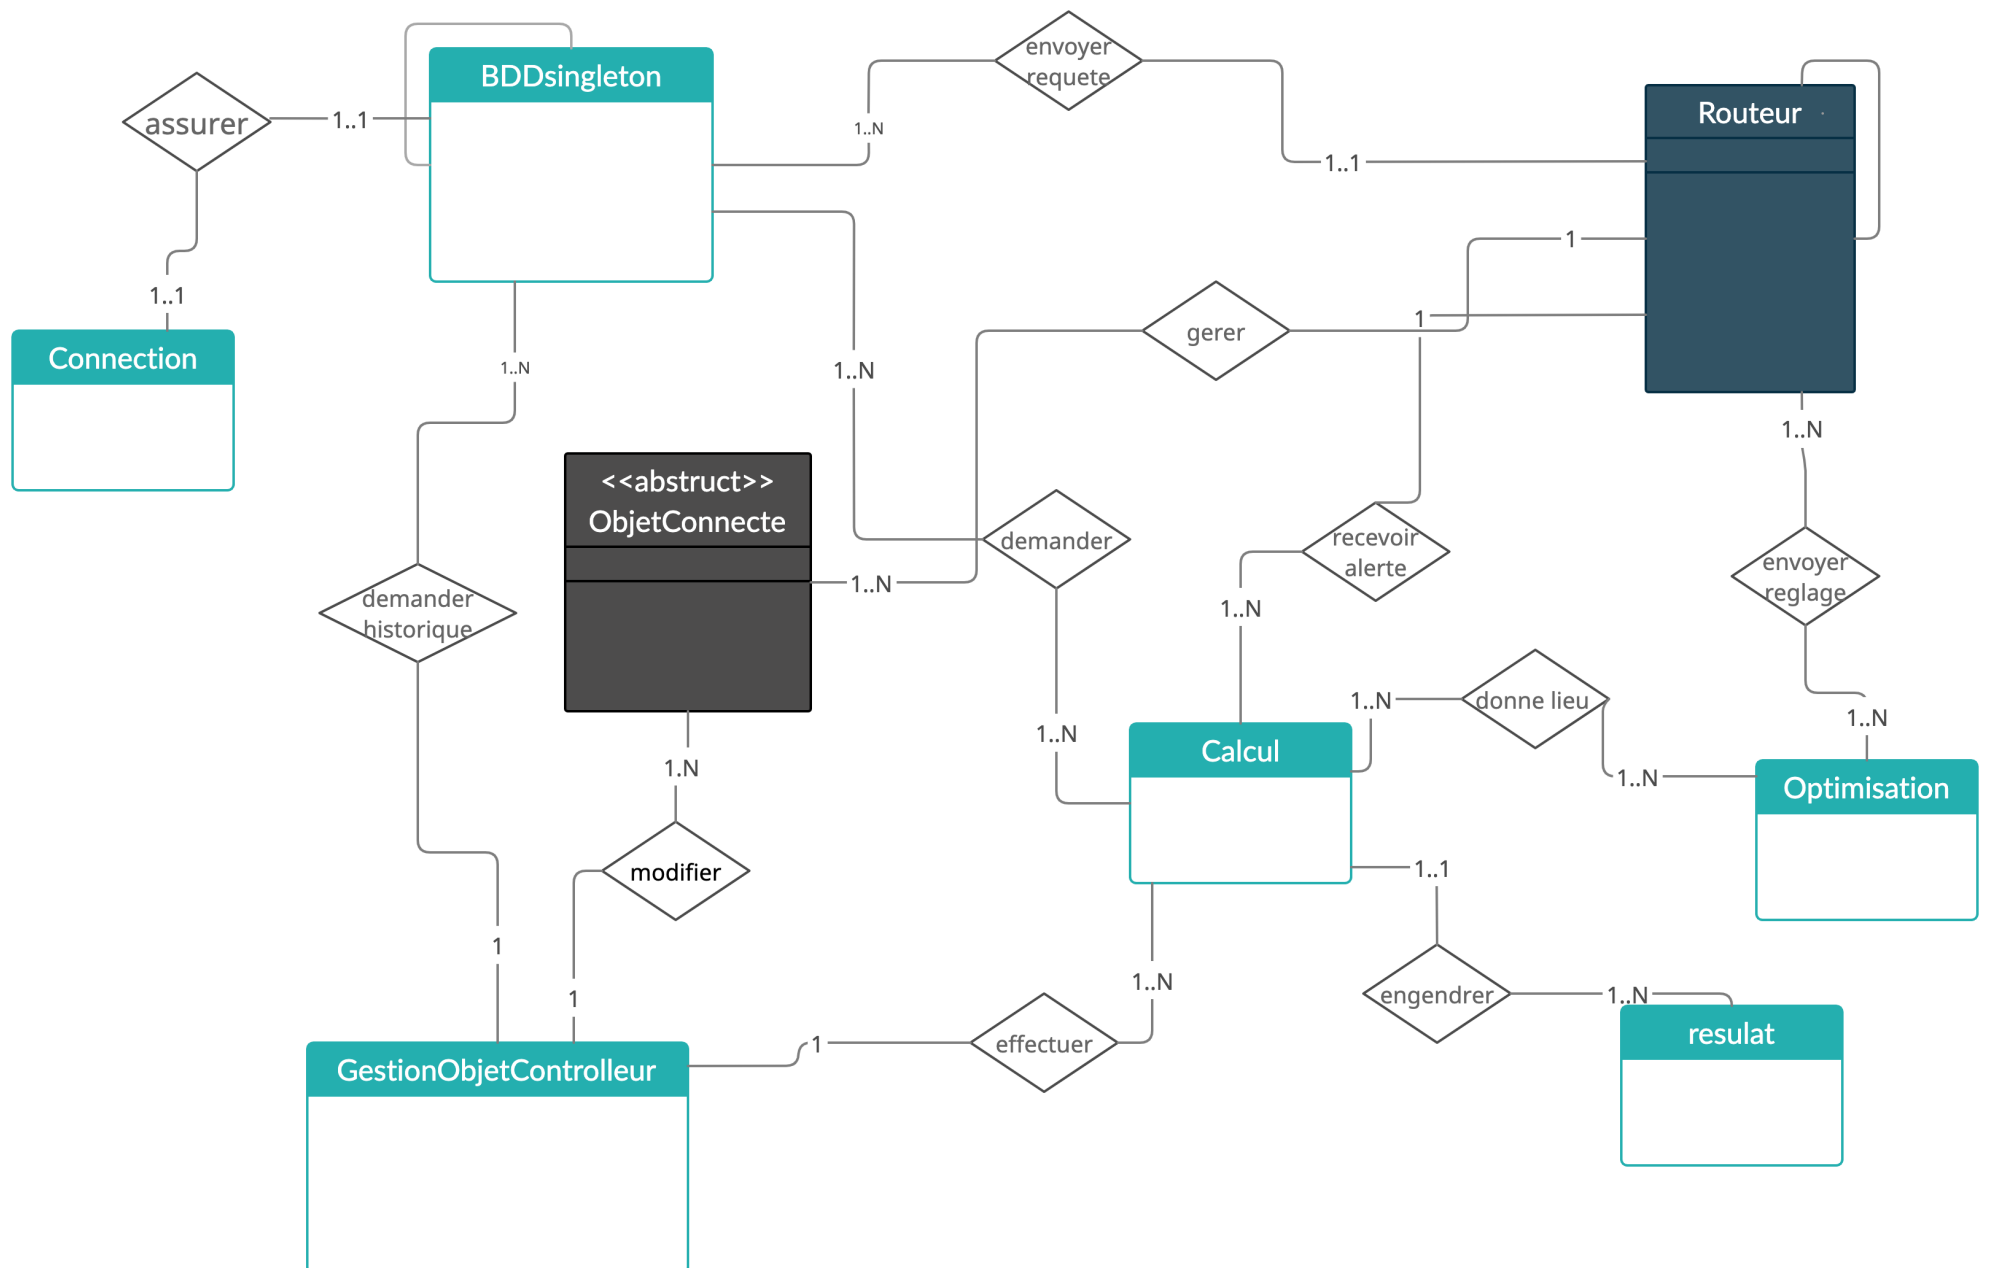 envoyer
requete
BDDsingleton
Routeur
assurer
1..1
1..N
1..1
1
1..1
1
gerer
Connection
1..N
1..N
1..N
<<abstruct>>
ObjetConnecte
demander
recevoir
alerte
envoyer
reglage
1..N
demander
historique
1..N
donne lieu
1..N
1..N
1..N
Calcul
1.N
1..N
Optimisation
modifier
1..1
1
1..N
engendrer
1..N
1
resulat
1
effectuer
GestionObjetControlleur